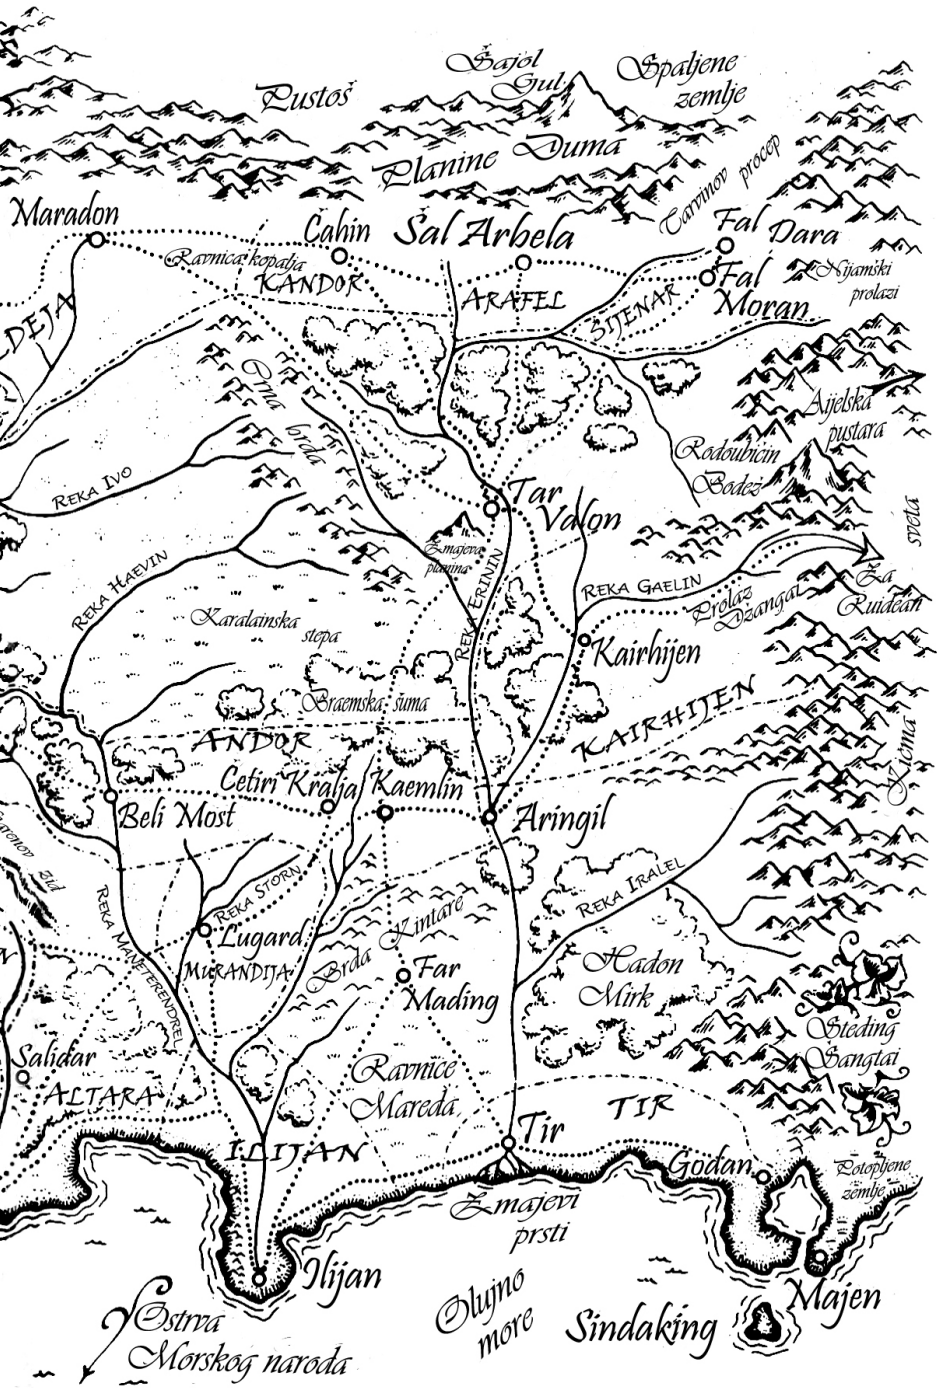 Šajol
Gul
Spaljene
zemlje
Pustoš
Planine Duma
Tarvinov procep
Maradon
Čahin
Šal Arbela
Fal Dara
Ravnica kopalja
KANDOR
ARAFEL
ŠIJENAR
Fal
Moran
Nijamski
prolazi
DEJA
Crna
brda
Aijelska
pustara
Rodoubičin
Bodež
REKA IVO
Tar
Valon
Zmajeva
planina
REKA ERININ
REKA HAEVIN
REKA GAELIN
Prolaz
Džangai
Za
Ruidean
Kičma
sveta
Karalainska
stepa
Kairhijen
Braemska šuma
ANDOR
KAIRHIJEN
Četiri Kralja
Kaemlin
Beli Most
Aringil
zid
REKA MANETERENDREL
REKA STORN
REKA IRALEL
Lugard
MURANDIJA
Brda Kintare
Far
Mading
Hadon
Mirk
Steding
Sangtai
Salidar
ALTARA
Ravnice
Mareda
TIR
ILIJAN
Tir
Godan
Potopljene
zemlje
Zmajevi
prsti
Ilijan
Olujno
more
Majen
Sindaking
Ostrva
Morskog naroda